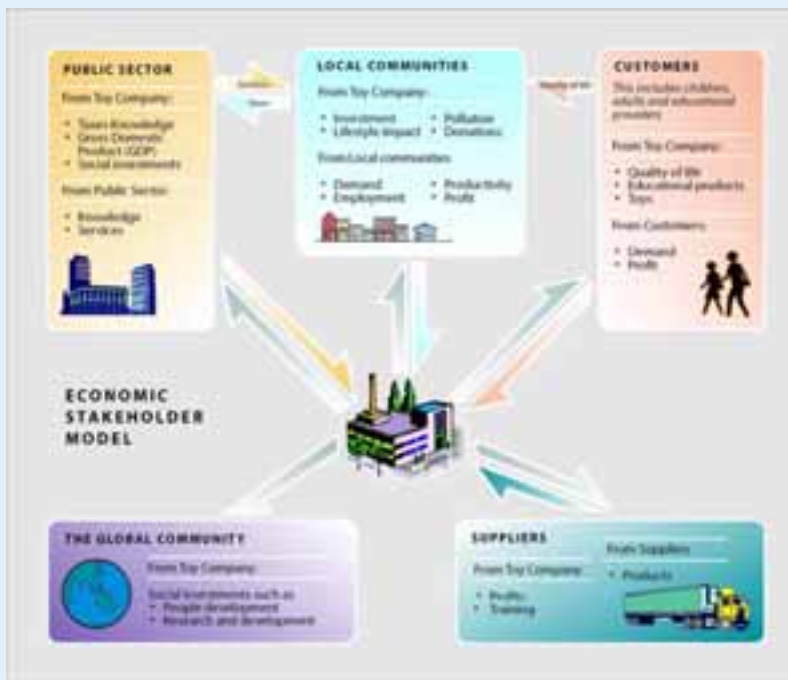 PUBLIC SECTOR
From Toy Company:
• Taxes Knowledge
• Gross Domestic
Product (GDP)
• Social investments
From Public Sector:
• Knowledge
• Services
LOCAL COMMUNITIES
From Toy Company:
• Investment
• Lifestyle impact
• Pollution
• Donations
From Local communities
• Demand
• Employment
• Productivity
• Profit
Quality of life
CUSTOMERS
This includes children,
adults and educational
providers
From Toy Company:
• Quality of life
• Educational products
• Toys
From Customers:
• Demand
• Profit
ECONOMIC
STAKEHOLDER
MODEL
THE GLOBAL COMMUNITY
From Toy Company:
Social investments such as
• People development
• Research and development
SUPPLIERS
From Toy Company:
• Profits
• Training
From Suppliers
• Products